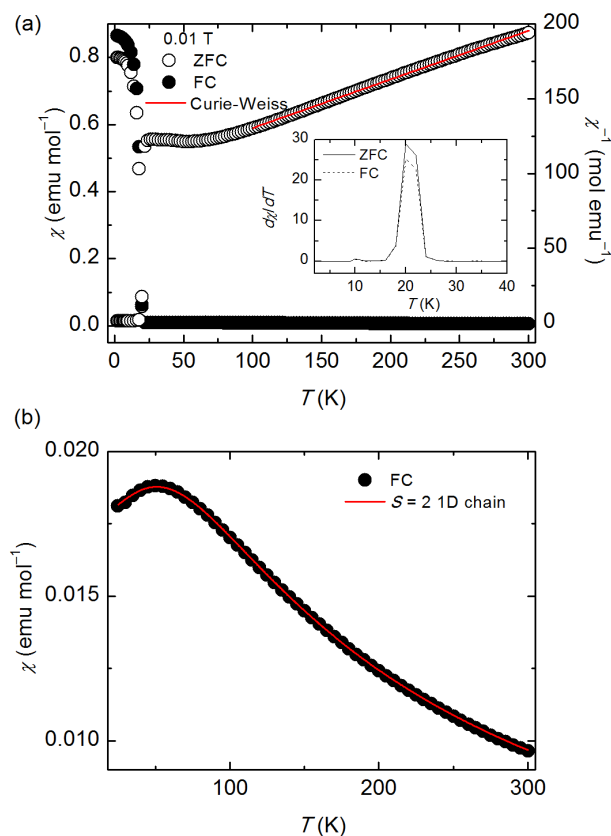 (a)
0.01 T
ZFC
FC
Curie-Weiss
χ (emu mol⁻¹)
0.8
0.6
0.4
0.2
0.0
χ⁻¹ (mol emu⁻¹)
200
150
100
50
0
dχ/dT
30
20
10
0
ZFC
FC
10 20 30 40
T (K)
0 50 100 150 200 250 300
T (K)
(b)
χ (emu mol⁻¹)
0.020
0.015
0.010
FC
S = 2 1D chain
100 200 300
T (K)